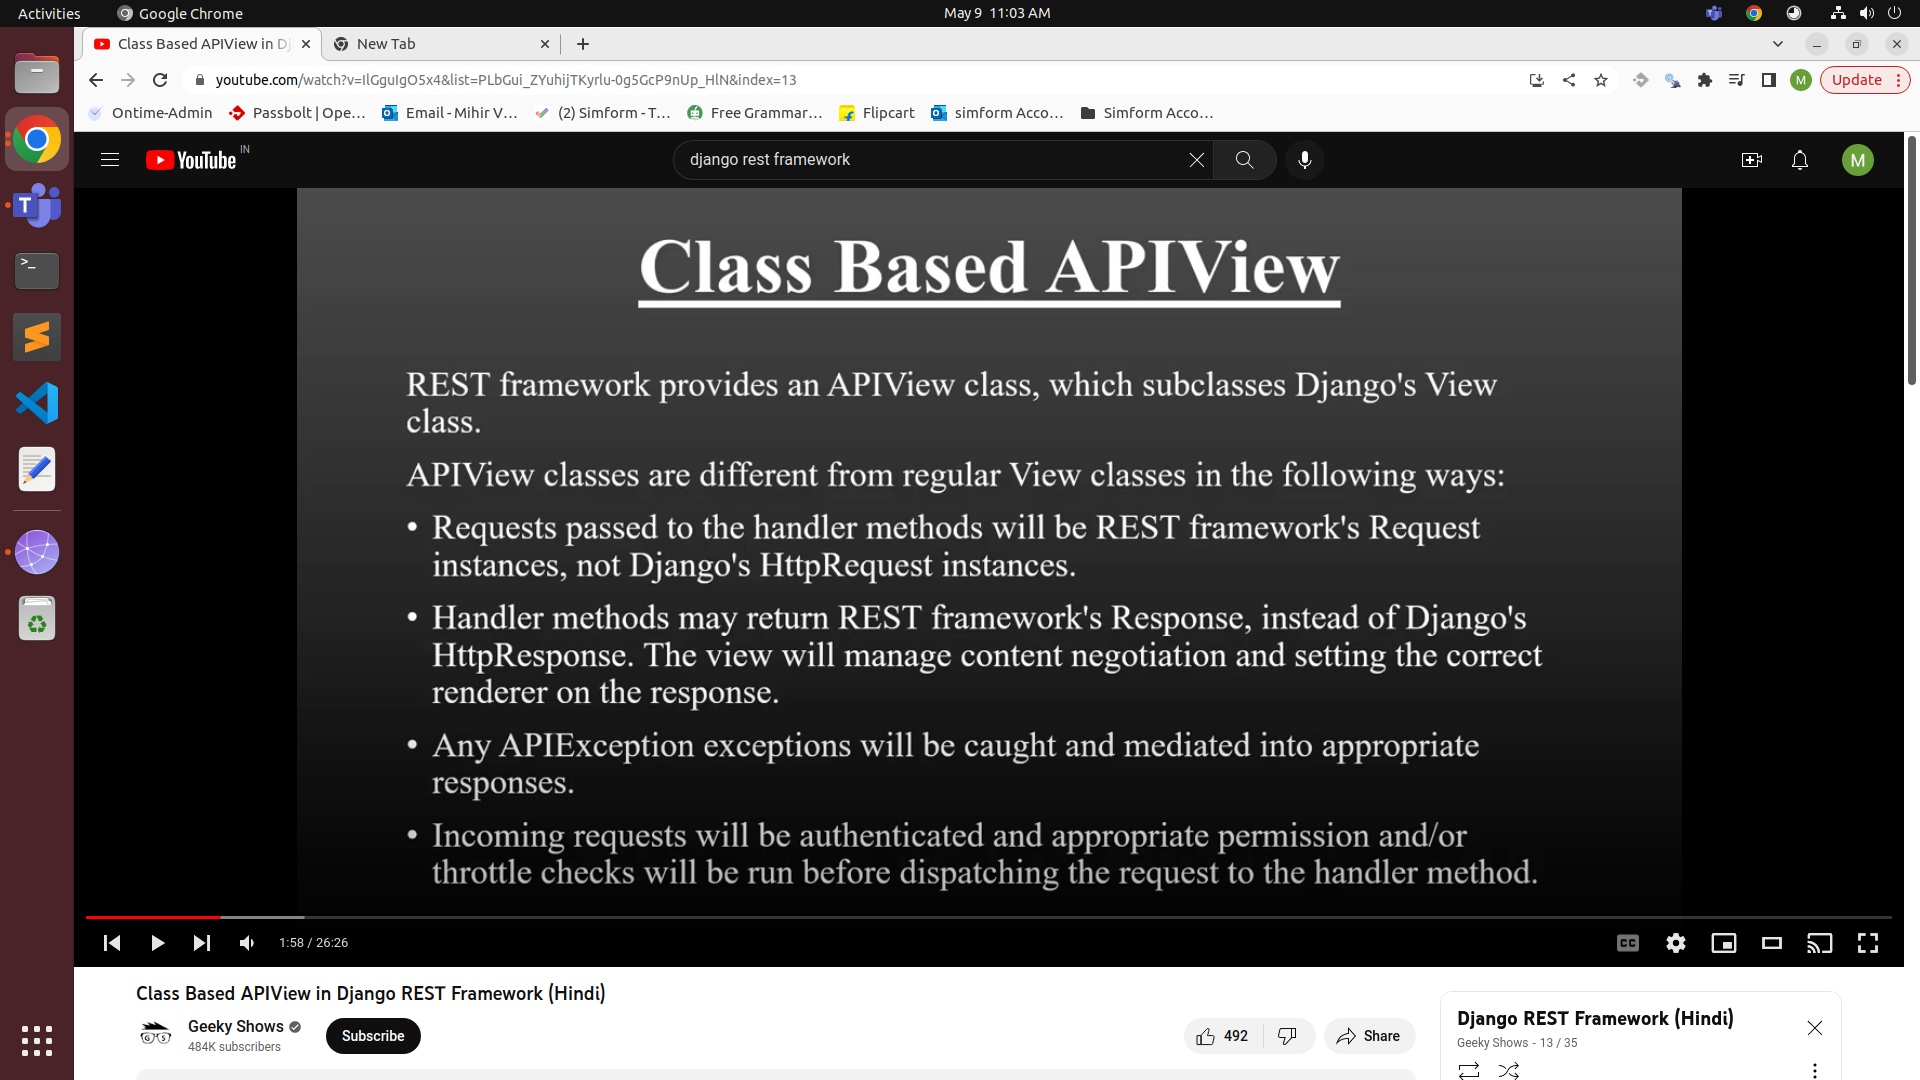 Activities Google Chrome May 9 11:03 AM
Class Based APIView in Dj New Tab
youtube.com/watch?v=IlGguIgO5x4&list=PLbGui_ZYuhijTKyrlu-0g5GcP9nUp_HlN&index=13 M Update
Ontime-Admin Passbolt | Ope... Email - Mihir V... (2) Simform - T... Free Grammar... Flipcart simform Acco... Simform Acco...
YouTube IN django rest framework M
Class Based APIView
REST framework provides an APIView class, which subclasses Django's View
class.
APIView classes are different from regular View classes in the following ways:
• Requests passed to the handler methods will be REST framework's Request
instances, not Django's HttpRequest instances.
• Handler methods may return REST framework's Response, instead of Django's
HttpResponse. The view will manage content negotiation and setting the correct
renderer on the response.
• Any APIException exceptions will be caught and mediated into appropriate
responses.
• Incoming requests will be authenticated and appropriate permission and/or
throttle checks will be run before dispatching the request to the handler method.
1:58 / 26:26 CC
Class Based APIView in Django REST Framework (Hindi)
Geeky Shows
484K subscribers
Subscribe
492 Share
Django REST Framework (Hindi)
Geeky Shows - 13 / 35